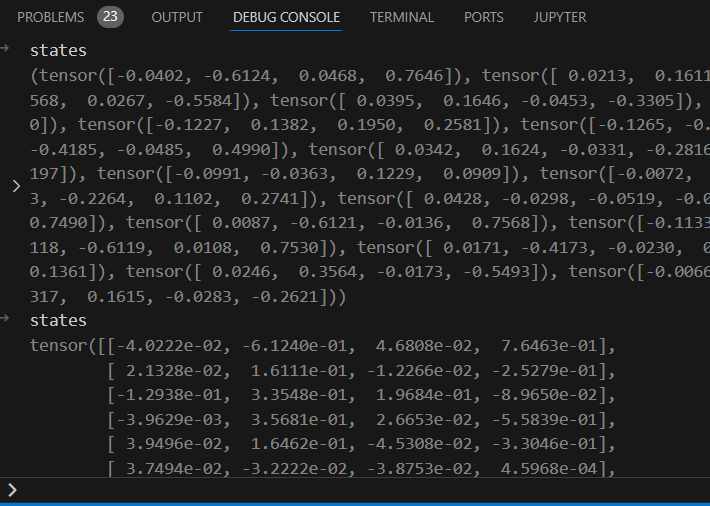 PROBLEMS 23 OUTPUT DEBUG CONSOLE TERMINAL PORTS JUPYTER
states
(tensor([-0.0402, -0.6124,  0.0468,  0.7646]), tensor([ 0.0213,  0.1611
568,  0.0267, -0.5584]), tensor([ 0.0395,  0.1646, -0.0453, -0.3305]),
0]), tensor([-0.1227,  0.1382,  0.1950,  0.2581]), tensor([-0.1265, -0.
-0.4185, -0.0485,  0.4990]), tensor([ 0.0342,  0.1624, -0.0331, -0.2816
197]), tensor([-0.0991, -0.0363,  0.1229,  0.0909]), tensor([-0.0072,
3, -0.2264,  0.1102,  0.2741]), tensor([ 0.0428, -0.0298, -0.0519, -0.0
0.7490]), tensor([ 0.0087, -0.6121, -0.0136,  0.7568]), tensor([-0.1133
118, -0.6119,  0.0108,  0.7530]), tensor([ 0.0171, -0.4173, -0.0230,  0
0.1361]), tensor([ 0.0246,  0.3564, -0.0173, -0.5493]), tensor([-0.0066
317,  0.1615, -0.0283, -0.2621]))
states
tensor([[-4.0222e-02, -6.1240e-01,  4.6808e-02,  7.6463e-01],
[ 2.1328e-02,  1.6111e-01, -1.2266e-02, -2.5279e-01],
[-1.2938e-01,  3.3548e-01,  1.9684e-01, -8.9650e-02],
[-3.9629e-03,  3.5681e-01,  2.6653e-02, -5.5839e-01],
[ 3.9496e-02,  1.6462e-01, -4.5308e-02, -3.3046e-01],
[ 3.7494e-02, -3.2222e-02, -3.8753e-02,  4.5968e-04],